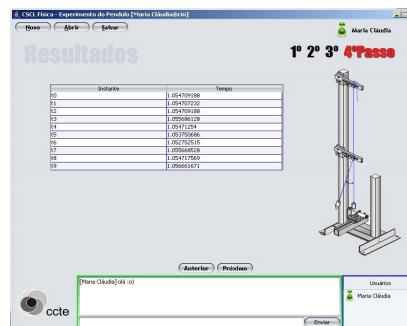 CSCL Física - Experimento do Pendulo [Maria Cláudia@cin]
Novo Abrir Salvar
Maria Cláudia
Resultados
1º 2º 3º 4ºPasso
Instante Tempo
t0 1.054709188
t1 1.054707232
t2 1.054709188
t3 1.055686128
t4 1.05471254
t5 1.053750686
t6 1.052752515
t7 1.055668528
t8 1.054717569
t9 1.056661671
Anterior Próximo
[Maria Cláudia] olá :o)
Usuários
Maria Cláudia
ccte
Enviar